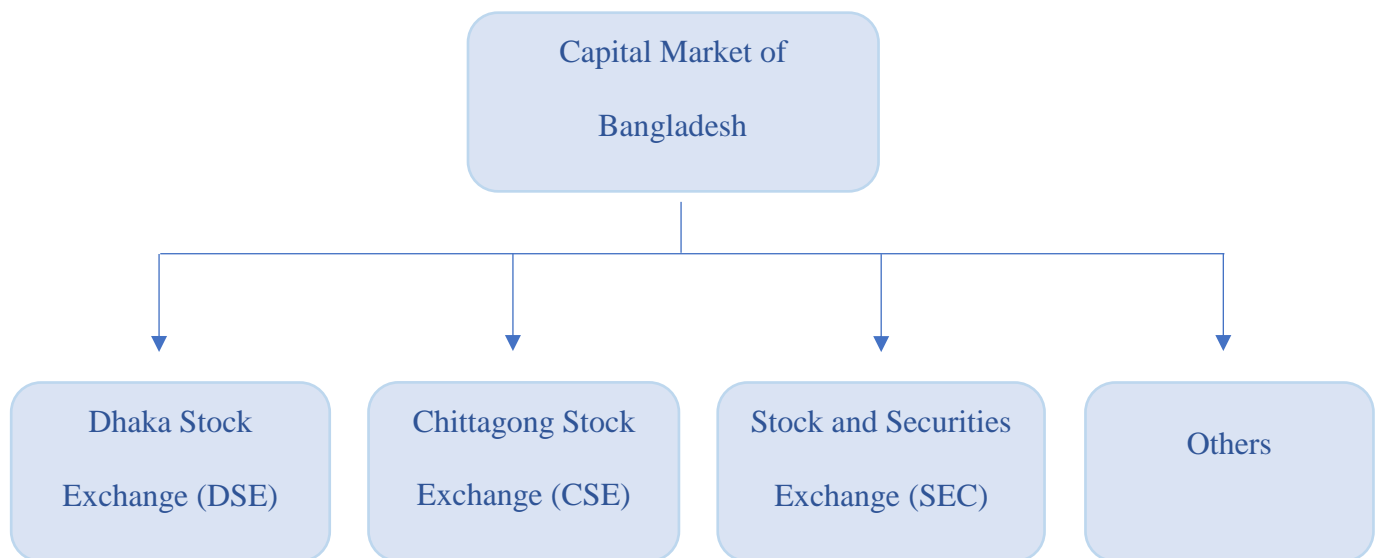 Capital Market of
Bangladesh
Dhaka Stock
Exchange (DSE)
Chittagong Stock
Exchange (CSE)
Stock and Securities
Exchange (SEC)
Others